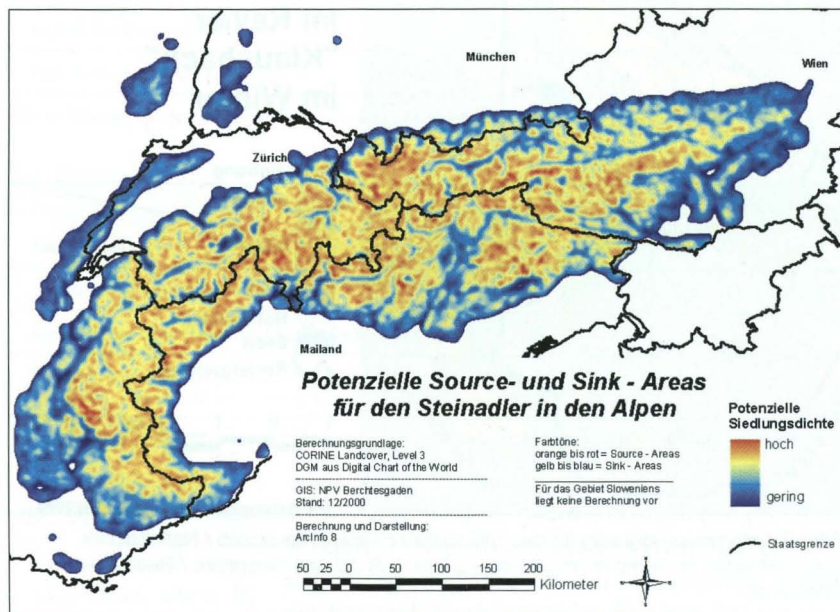 München
Wien
Zürich
Mailand
Potenzielle Source- und Sink - Areas
für den Steinadler in den Alpen
Berechnungsgrundlage:
CORINE Landcover, Level 3
DGM aus Digital Chart of the World
GIS: NPV Berchtesgaden
Stand: 12/2000
Berechnung und Darstellung:
ArcInfo 8
Farbtöne:
orange bis rot = Source - Areas
gelb bis blau = Sink - Areas
Für das Gebiet Sloweniens
liegt keine Berechnung vor
Potenzielle
Siedlungsdichte
hoch
gering
Staatsgrenze
50 25 0 50 100 150 200
Kilometer